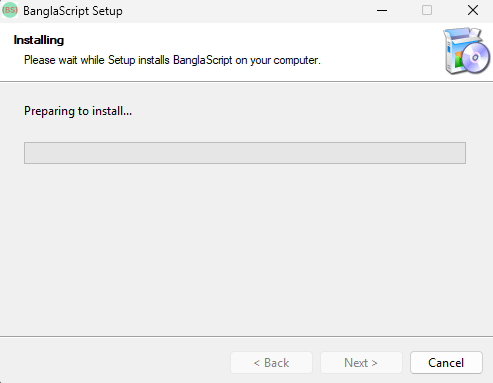 {BS} BanglaScript Setup
Installing
Please wait while Setup installs BanglaScript on your computer.
Preparing to install...
< Back
Next >
Cancel